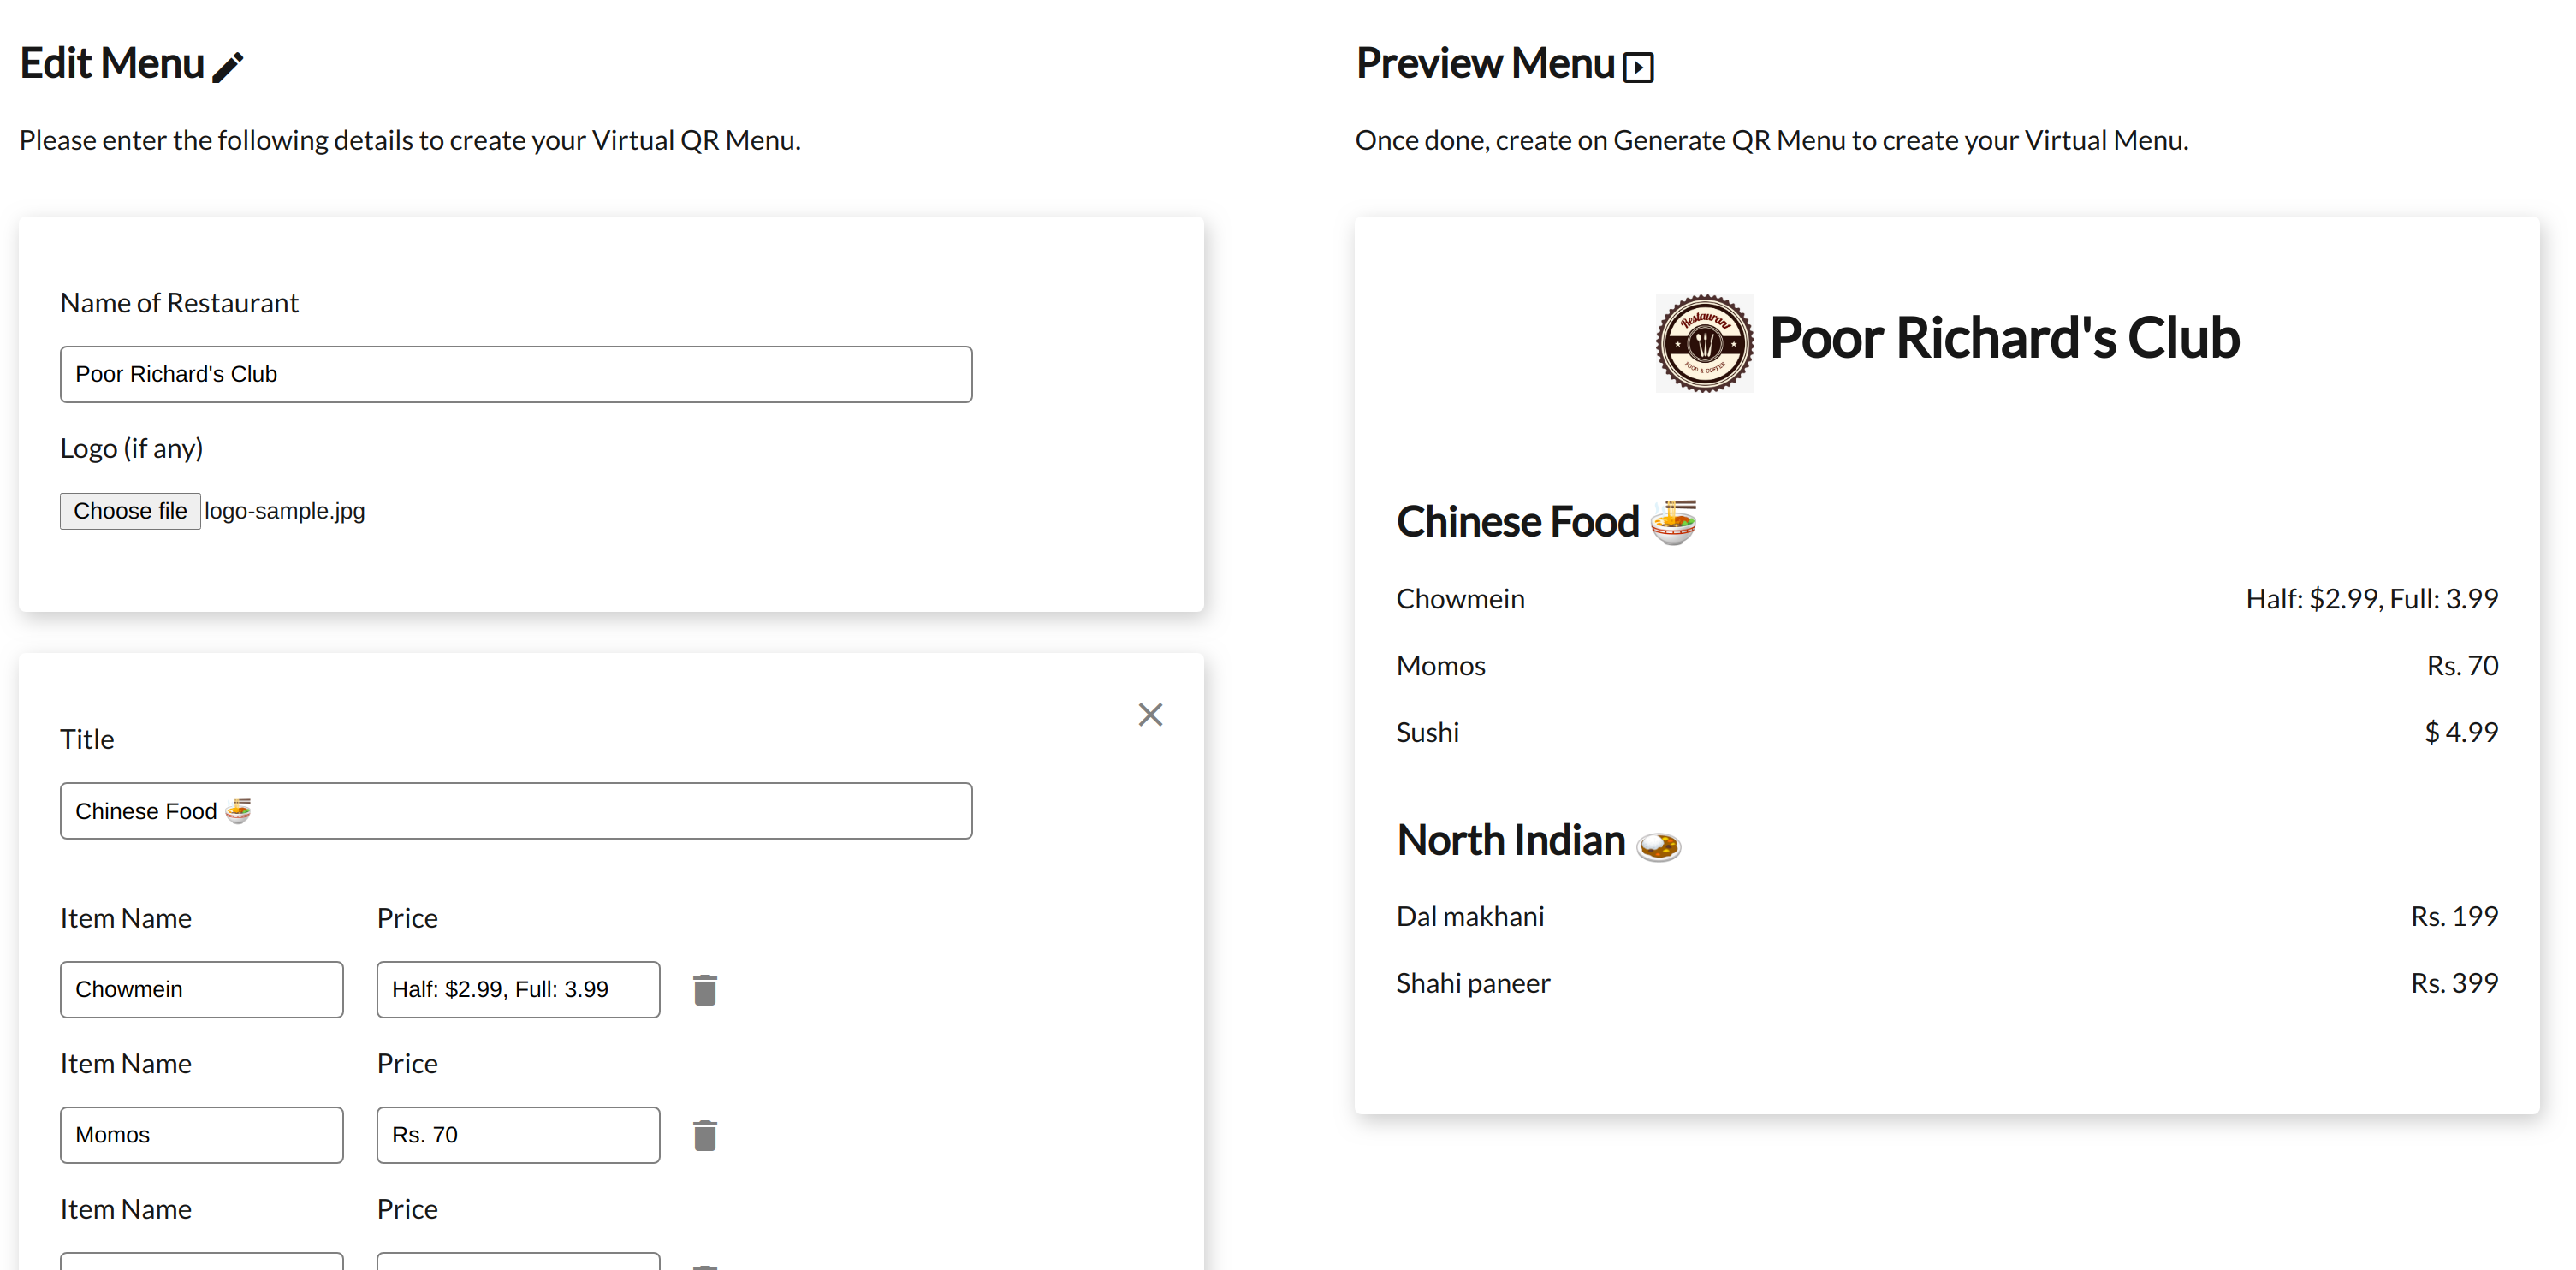 Edit Menu
Please enter the following details to create your Virtual QR Menu.
Name of Restaurant
Poor Richard's Club
Logo (if any)
Choose file logo-sample.jpg
Title
Chinese Food 🍜
Item Name Price
Chowmein Half: $2.99, Full: 3.99
Item Name Price
Momos Rs. 70
Item Name Price
Preview Menu
Once done, create on Generate QR Menu to create your Virtual Menu.
Restaurant
FOOD & COFFEE
Poor Richard's Club
Chinese Food 🍜
Chowmein Half: $2.99, Full: 3.99
Momos Rs. 70
Sushi $ 4.99
North Indian 🍛
Dal makhani Rs. 199
Shahi paneer Rs. 399